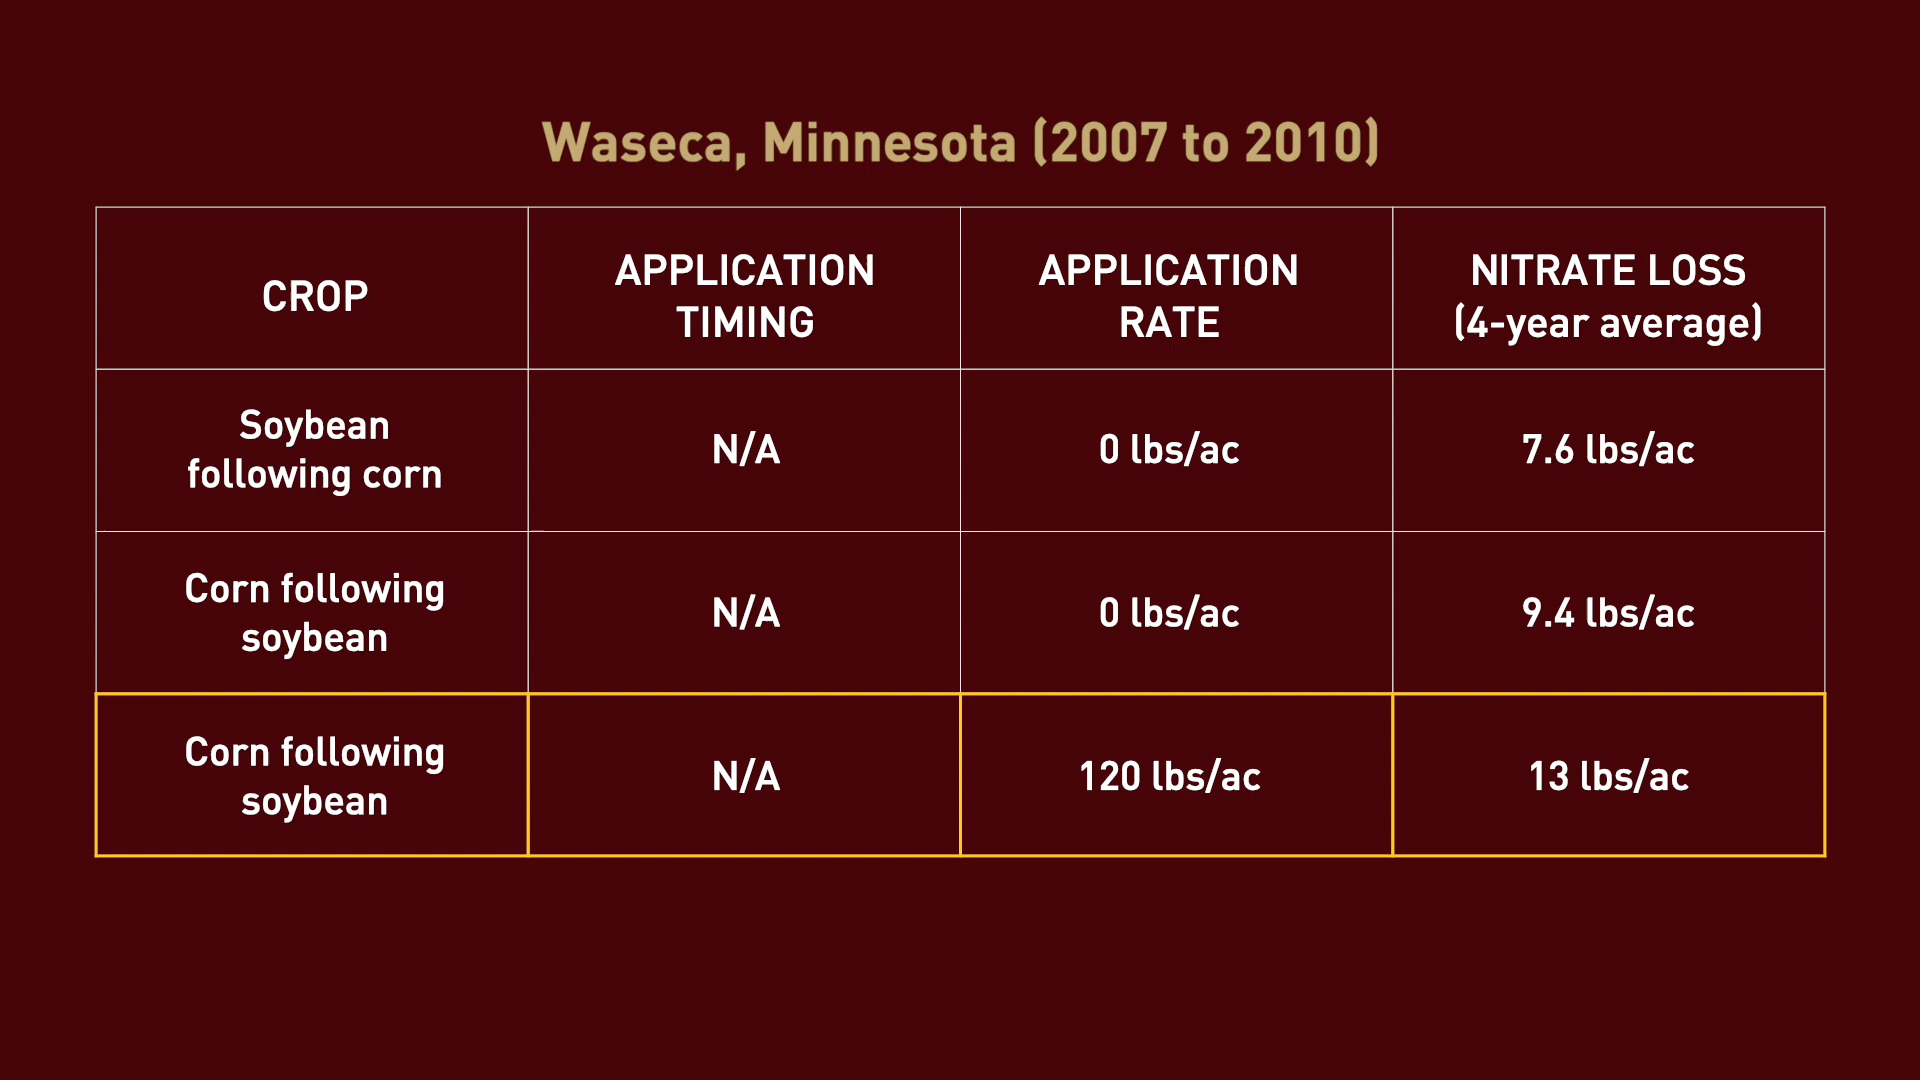 Waseca, Minnesota (2007 to 2010)
CROP
APPLICATION
TIMING
APPLICATION
RATE
NITRATE LOSS
(4-year average)
Soybean
following corn
N/A
0 lbs/ac
7.6 lbs/ac
Corn following
soybean
N/A
0 lbs/ac
9.4 lbs/ac
Corn following
soybean
N/A
120 lbs/ac
13 lbs/ac